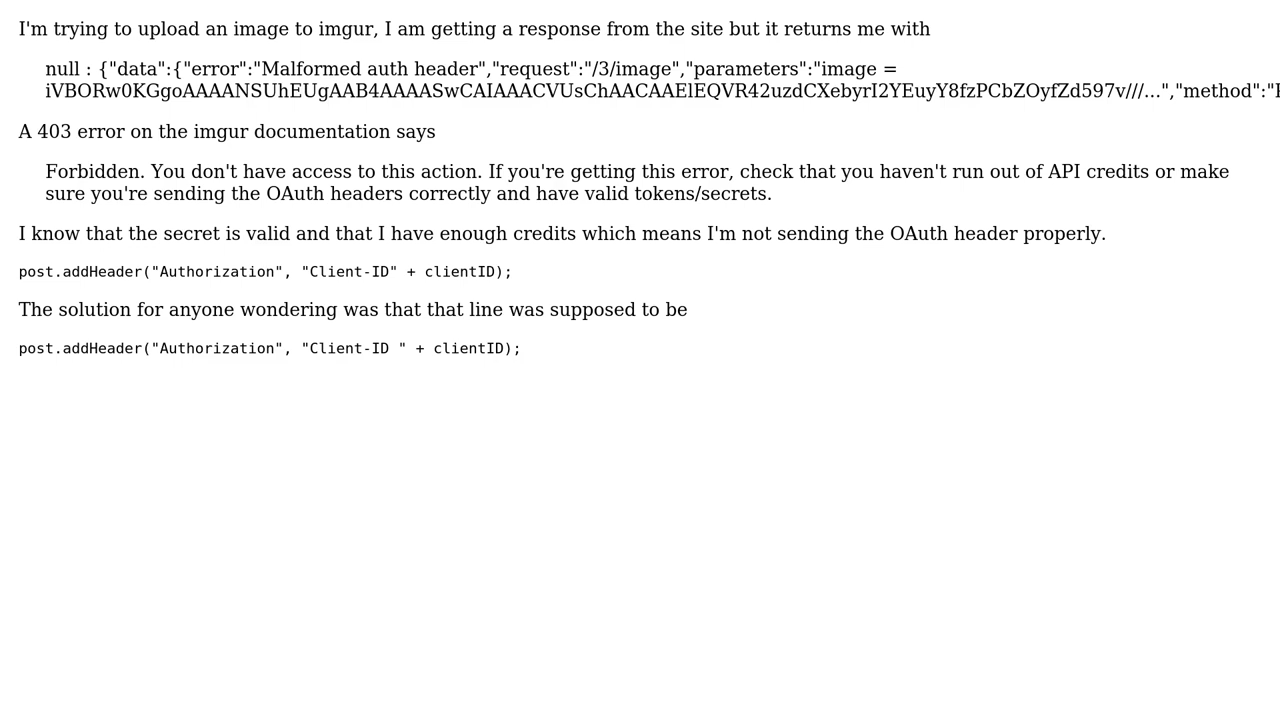 I'm trying to upload an image to imgur, I am getting a response from the site but it returns me with
null : {"data":{"error":"Malformed auth header","request":"/3/image","parameters":"image =
iVBORw0KGgoAAAANSUhEUgAAB4AAAASwCAIAAACVUsChAACAAElEQVR42uzdCXebyrI2YEuyY8fzPCbZOyfZd597v///...","method":"
A 403 error on the imgur documentation says
Forbidden. You don't have access to this action. If you're getting this error, check that you haven't run out of API credits or make
sure you're sending the OAuth headers correctly and have valid tokens/secrets.
I know that the secret is valid and that I have enough credits which means I'm not sending the OAuth header properly.
post.addHeader("Authorization", "Client-ID" + clientID);
The solution for anyone wondering was that that line was supposed to be
post.addHeader("Authorization", "Client-ID " + clientID);